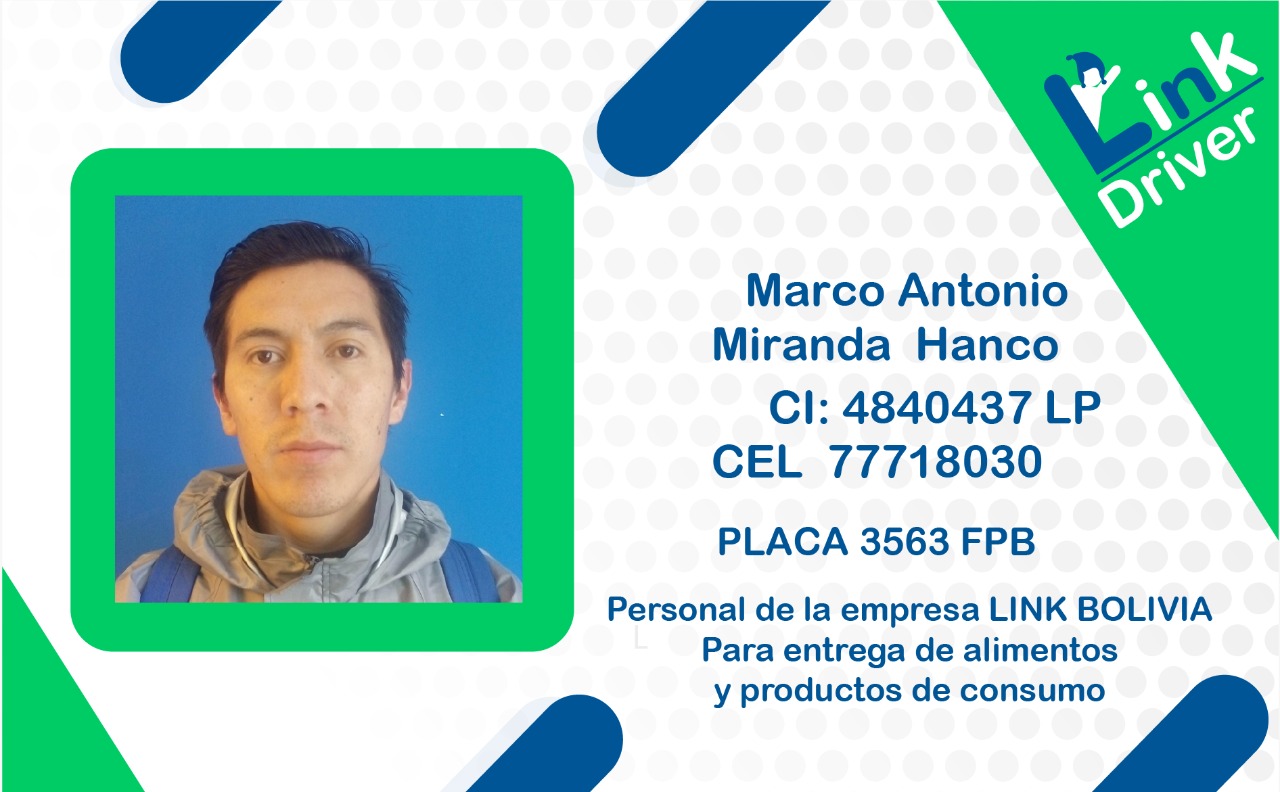 Link
Driver
Marco Antonio
Miranda Hanco
CI: 4840437 LP
CEL 77718030
PLACA 3563 FPB
Personal de la empresa LINK BOLIVIA
Para entrega de alimentos
y productos de consumo
L